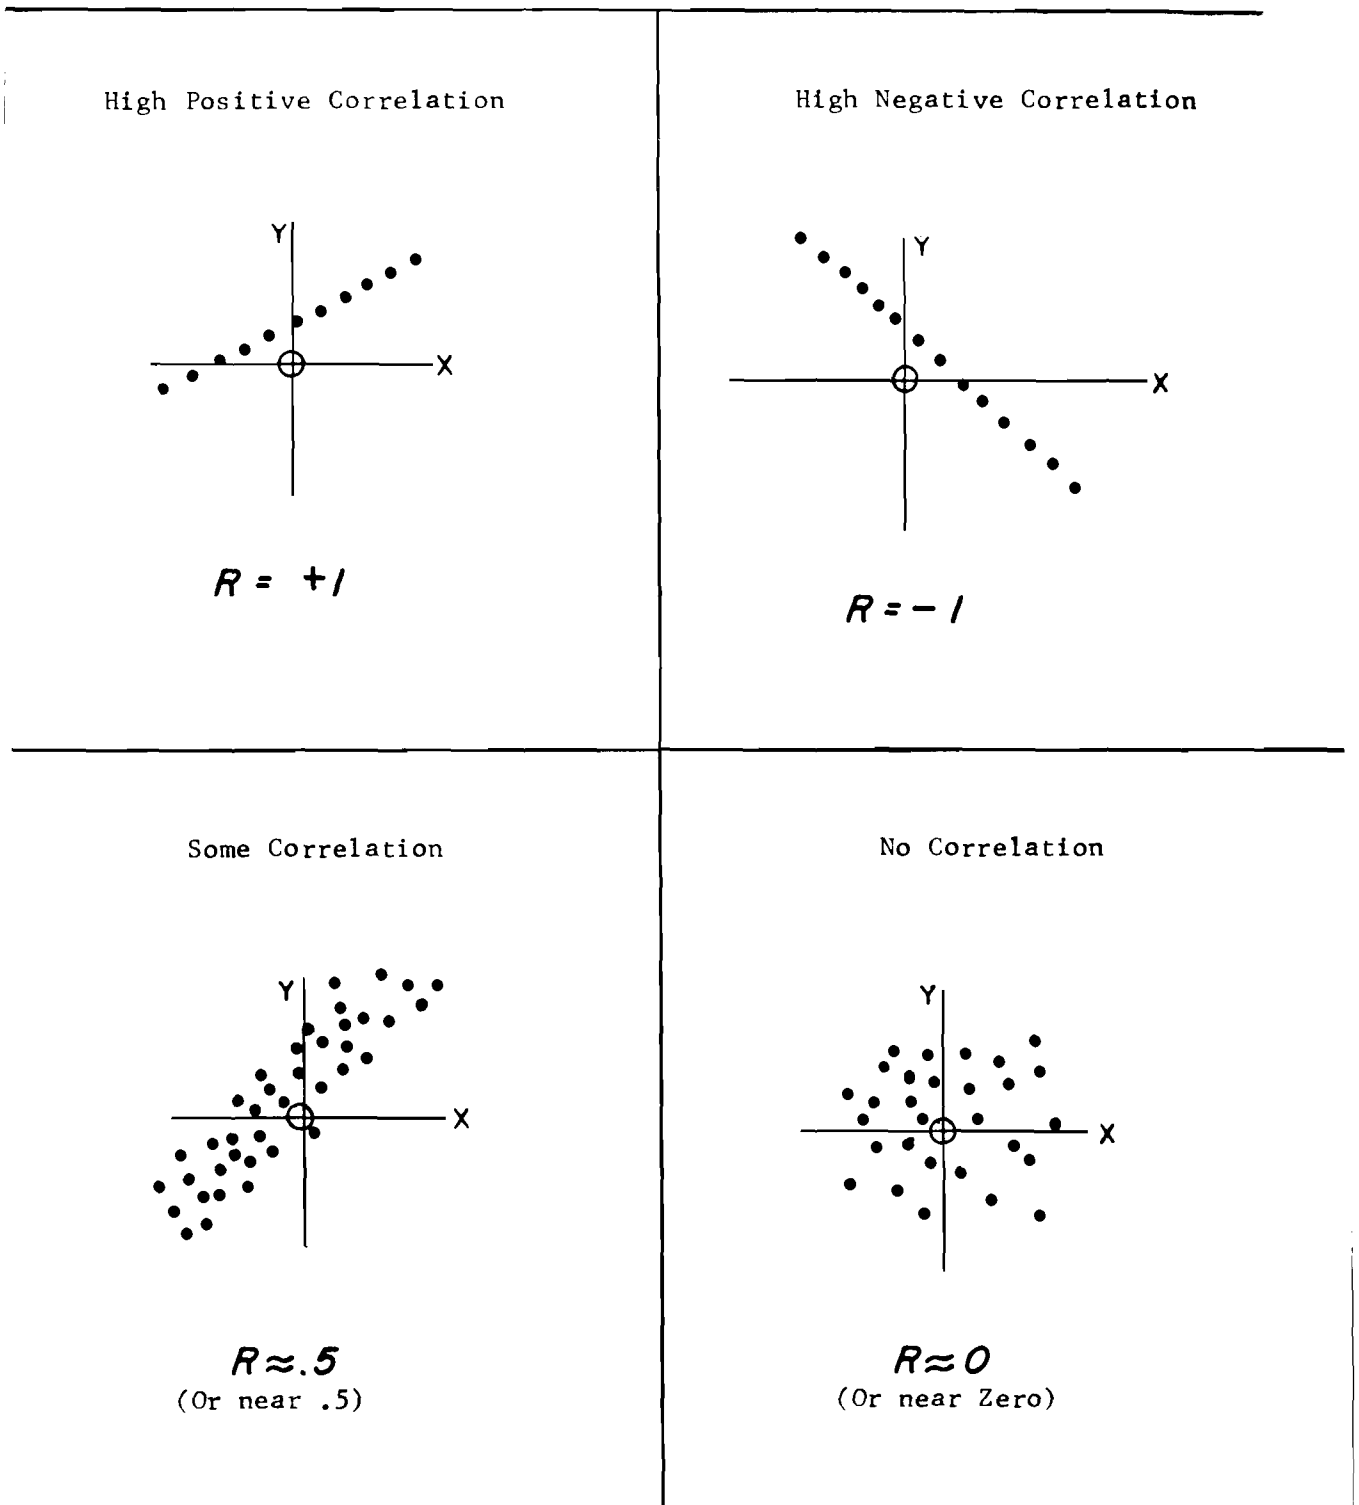 High Positive Correlation
Y
X
R = +1
High Negative Correlation
Y
X
R = - 1
Some Correlation
Y
X
R ≈ .5
(Or near .5)
No Correlation
Y
X
R ≈ 0
(Or near Zero)